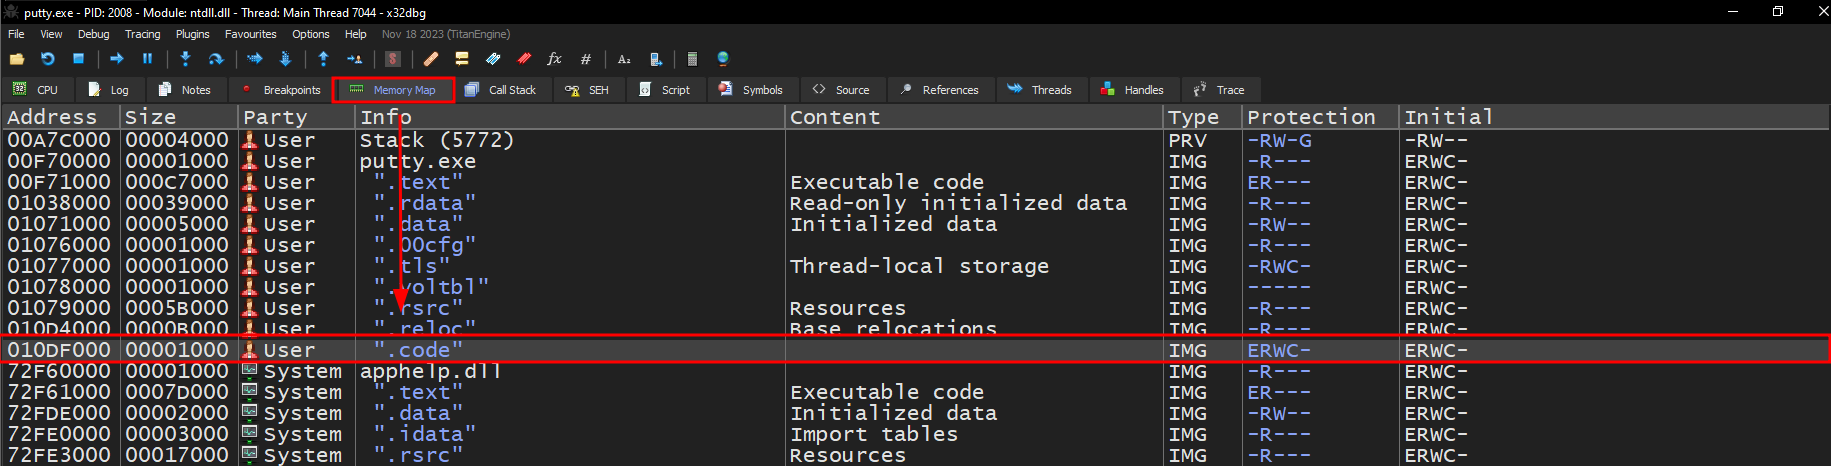 putty.exe - PID: 2008 - Module: ntdll.dll - Thread: Main Thread 7044 - x32dbg
File View Debug Tracing Plugins Favourites Options Help Nov 18 2023 (TitanEngine)
CPU Log Notes Breakpoints Memory Map Call Stack SEH Script Symbols Source References Threads Handles Trace
Address Size Party Info Content Type Protection Initial
00A7C000 00004000 User Stack (5772) PRV -RW-G -RW--
00F70000 00001000 User putty.exe IMG -R--- ERWC-
00F71000 000C7000 User ".text" Executable code IMG ER--- ERWC-
01038000 00039000 User ".rdata" Read-only initialized data IMG -R--- ERWC-
01071000 00005000 User ".data" Initialized data IMG -RW-- ERWC-
01076000 00001000 User ".00cfg" IMG -R--- ERWC-
01077000 00001000 User ".tls" Thread-local storage IMG -RWC- ERWC-
01078000 00001000 User ".voltbl" IMG ----- ERWC-
01079000 0005B000 User ".rsrc" Resources IMG -R--- ERWC-
010D4000 0000B000 User ".reloc" Base relocations IMG -R--- ERWC-
010DF000 00001000 User ".code" IMG ERWC- ERWC-
72F60000 00001000 System apphelp.dll IMG -R--- ERWC-
72F61000 0007D000 System ".text" Executable code IMG ER--- ERWC-
72FDE000 00002000 System ".data" Initialized data IMG -RW-- ERWC-
72FE0000 00003000 System ".idata" Import tables IMG -R--- ERWC-
72FE3000 00017000 System ".rsrc" Resources IMG -R--- ERWC-